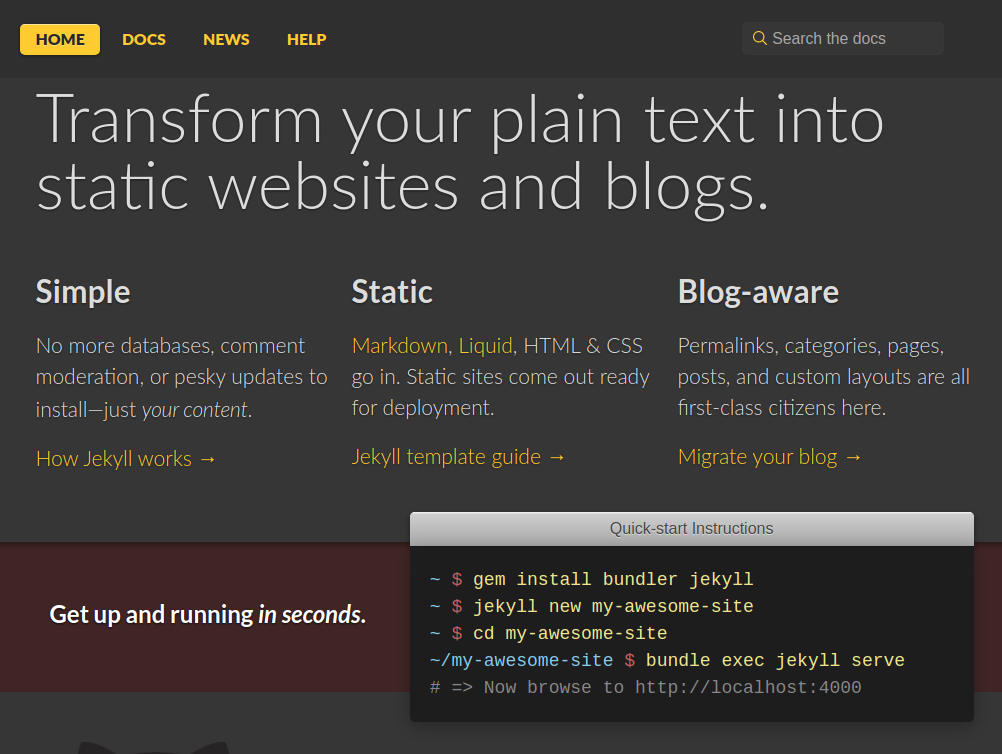 HOME DOCS NEWS HELP Search the docs
Transform your plain text into
static websites and blogs.
Simple
No more databases, comment
moderation, or pesky updates to
install—just your content.
How Jekyll works →
Static
Markdown, Liquid, HTML & CSS
go in. Static sites come out ready
for deployment.
Jekyll template guide →
Blog-aware
Permalinks, categories, pages,
posts, and custom layouts are all
first-class citizens here.
Migrate your blog →
Get up and running in seconds.
Quick-start Instructions
~ $ gem install bundler jekyll
~ $ jekyll new my-awesome-site
~ $ cd my-awesome-site
~/my-awesome-site $ bundle exec jekyll serve
# => Now browse to http://localhost:4000